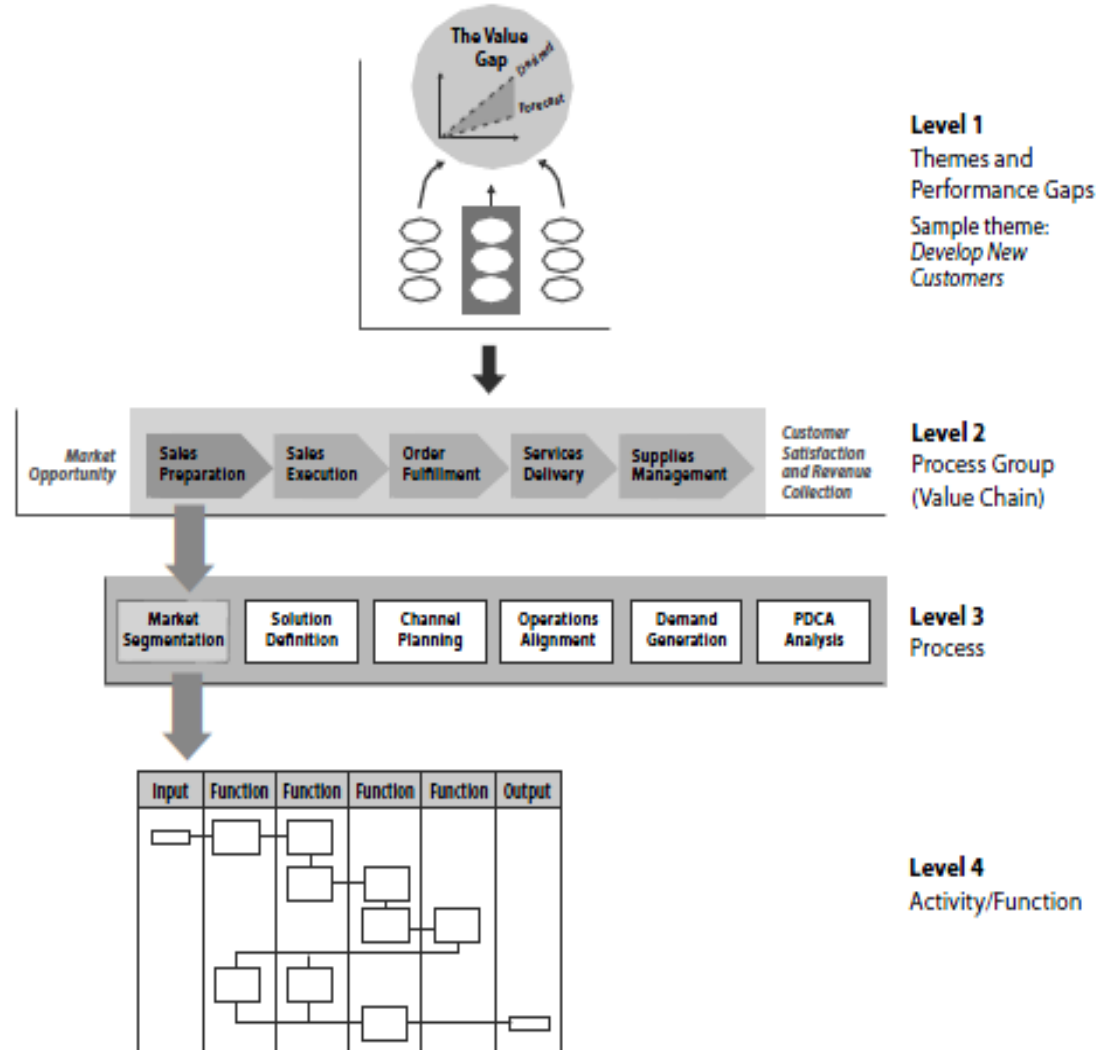 The Value
Gap
Desired
Forecast
Level 1
Themes and
Performance Gaps
Sample theme:
Develop New
Customers
Market
Opportunity
Sales
Preparation
Sales
Execution
Order
Fulfillment
Services
Delivery
Supplies
Management
Customer
Satisfaction
and Revenue
Collection
Level 2
Process Group
(Value Chain)
Market
Segmentation
Solution
Definition
Channel
Planning
Operations
Alignment
Demand
Generation
PDCA
Analysis
Level 3
Process
Input Function Function Function Function Output
Level 4
Activity/Function